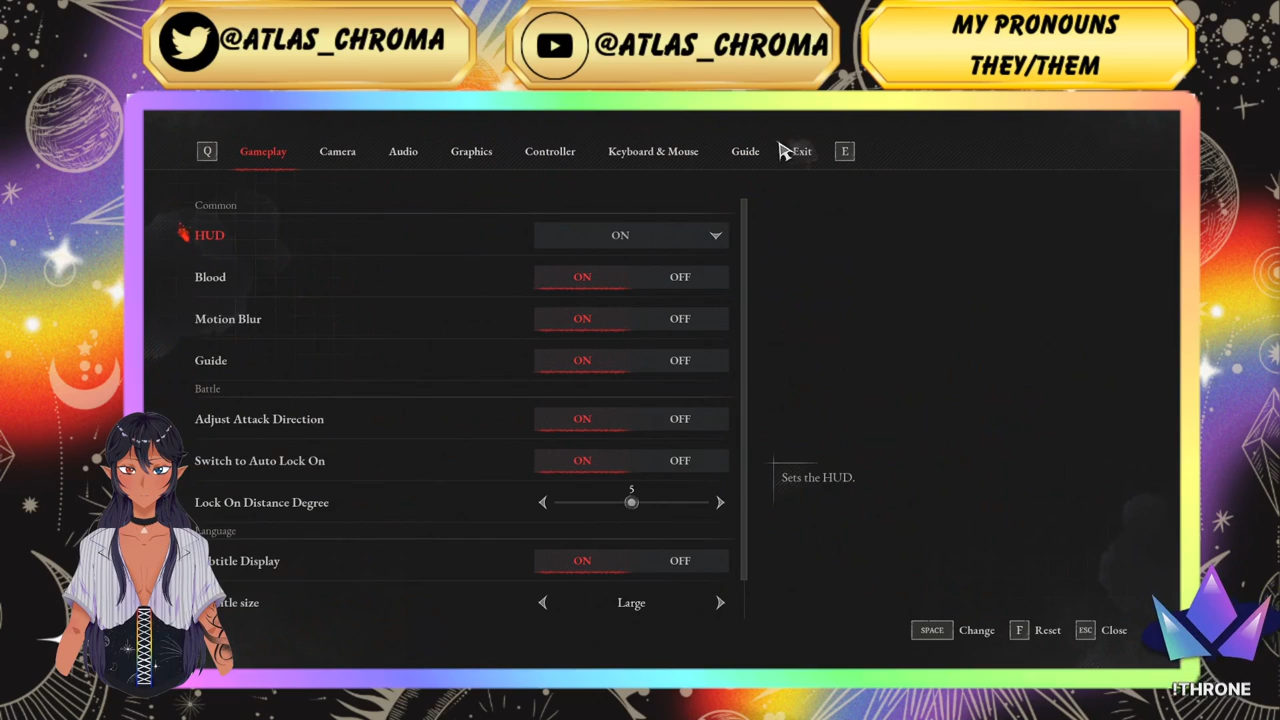 @ATLAS_CHROMA
@ATLAS_CHROMA
MY PRONOUNS
THEY/THEM
Q Gameplay Camera Audio Graphics Controller Keyboard & Mouse Guide Exit E
Common
HUD ON
Blood ON OFF
Motion Blur ON OFF
Guide ON OFF
Battle
Adjust Attack Direction ON OFF
Switch to Auto Lock On ON OFF
5
Lock On Distance Degree
Sets the HUD.
Language
btitle Display ON OFF
tle size Large
SPACE Change F Reset ESC Close
!THRONE